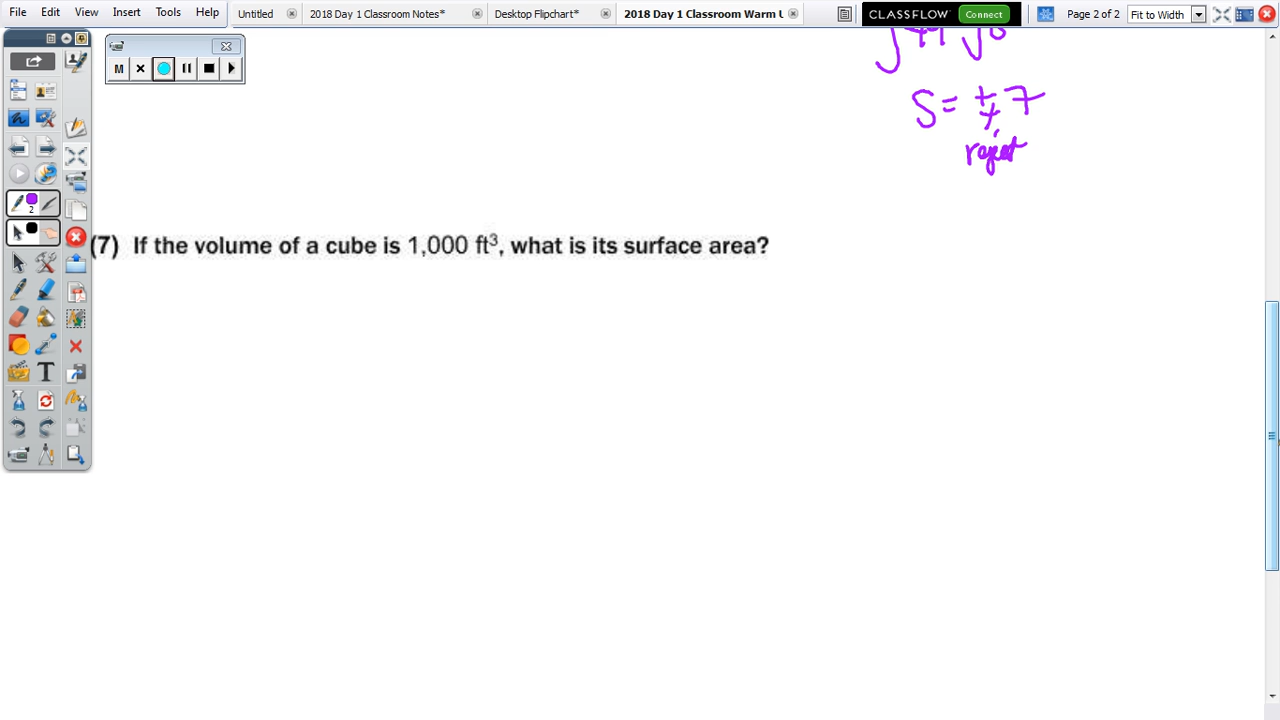 File Edit View Insert Tools Help Untitled 2018 Day 1 Classroom Notes* Desktop Flipchart* 2018 Day 1 Classroom Warm U CLASSFLOW Connect Page 2 of 2 Fit to Width
M
S = ± 7
reject
2
(7) If the volume of a cube is 1,000 ft³, what is its surface area?
T